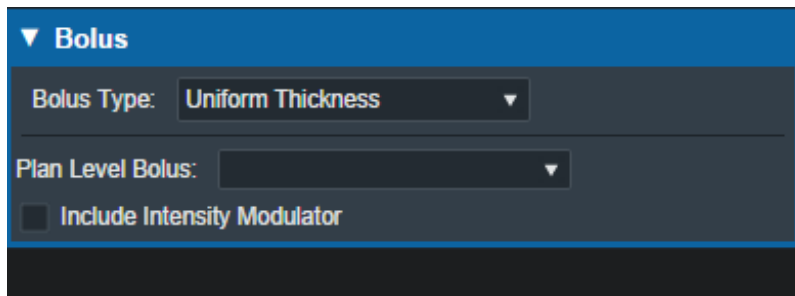 Bolus
Bolus Type: Uniform Thickness
Plan Level Bolus:
Include Intensity Modulator